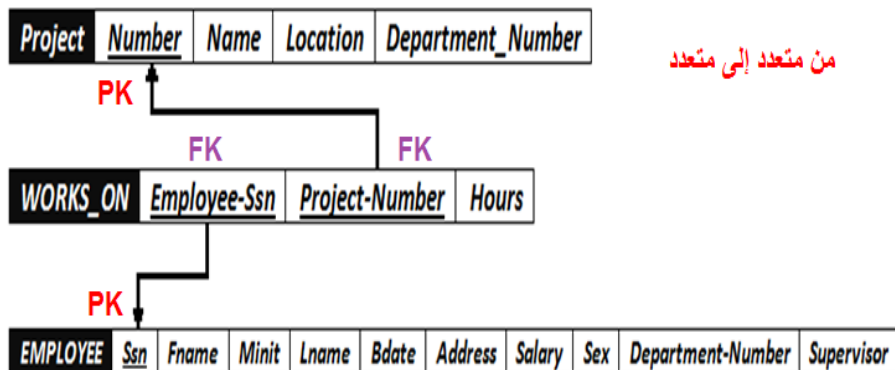 Project Number Name Location Department_Number
من متعدد إلى متعدد
PK
FK FK
WORKS_ON Employee-Ssn Project-Number Hours
PK
EMPLOYEE Ssn Fname Minit Lname Bdate Address Salary Sex Department-Number Supervisor